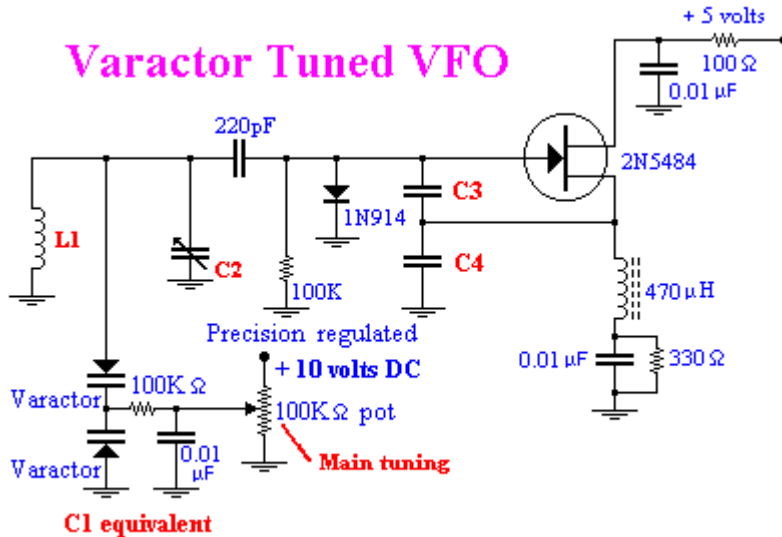 + 5 volts
Varactor Tuned VFO
100 Ω
0.01 µF
220pF
2N5484
C3
1N914
L1
C2
C4
100K
470 µH
Precision regulated
+ 10 volts DC
0.01 µF
330 Ω
100K Ω
Varactor
100K Ω pot
0.01
µF
Main tuning
Varactor
C1 equivalent